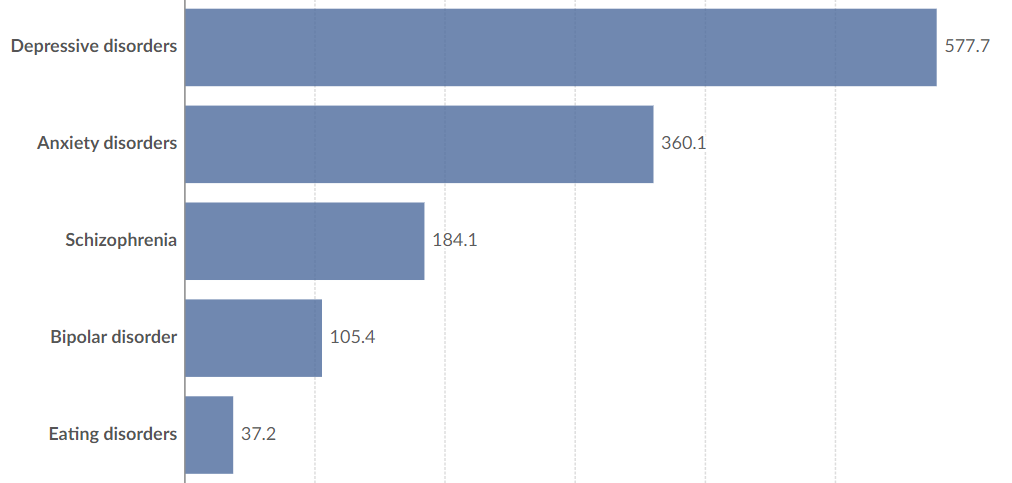 Depressive disorders 577.7
Anxiety disorders 360.1
Schizophrenia 184.1
Bipolar disorder 105.4
Eating disorders 37.2